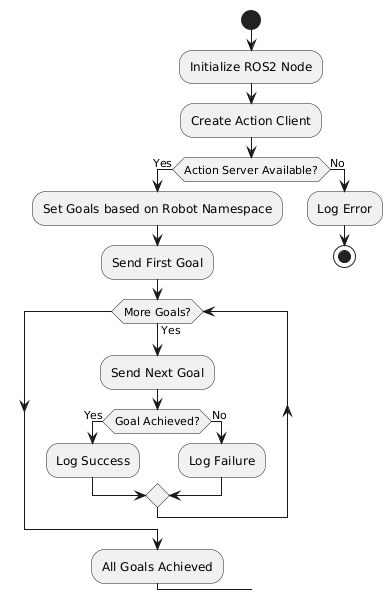 Initialize ROS2 Node
Create Action Client
Action Server Available?
Yes
No
Set Goals based on Robot Namespace
Log Error
Send First Goal
More Goals?
Yes
Send Next Goal
Goal Achieved?
Yes
No
Log Success
Log Failure
All Goals Achieved